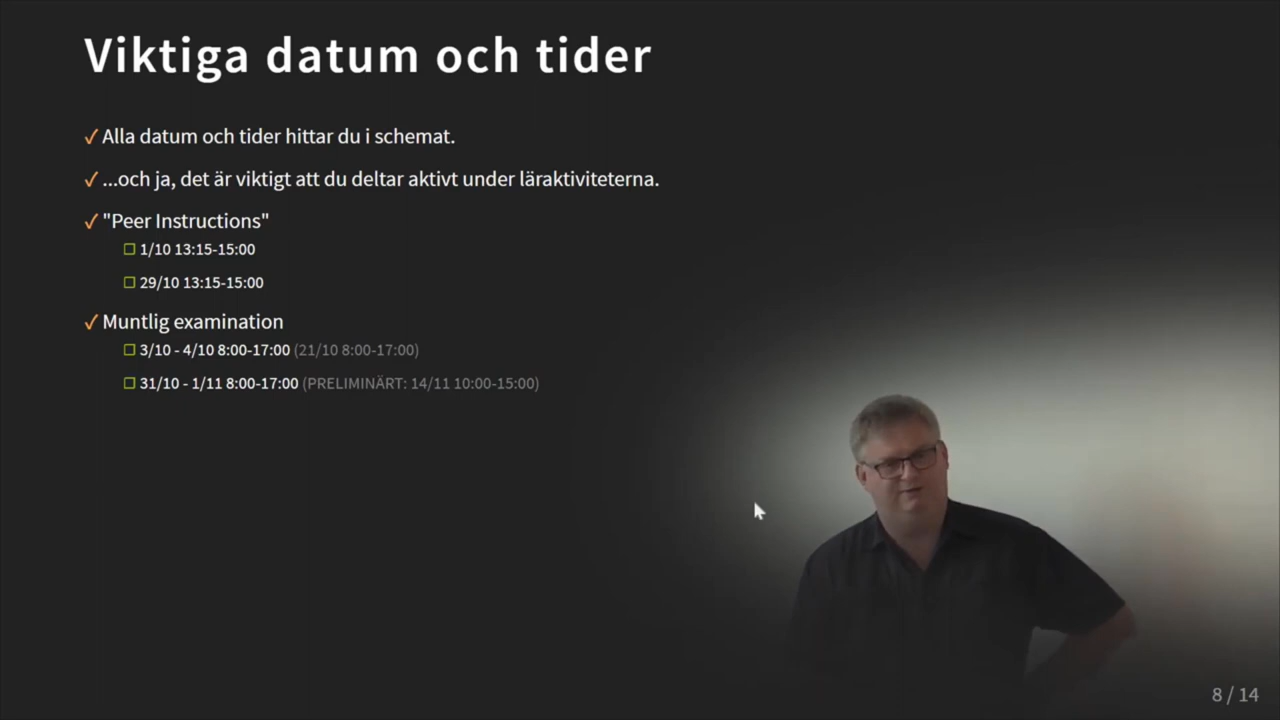 Viktiga datum och tider
✓ Alla datum och tider hittar du i schemat.
✓ ...och ja, det är viktigt att du deltar aktivt under läraktiviteterna.
✓ "Peer Instructions"
☐ 1/10 13:15-15:00
☐ 29/10 13:15-15:00
✓ Muntlig examination
☐ 3/10 - 4/10 8:00-17:00 (21/10 8:00-17:00)
☐ 31/10 - 1/11 8:00-17:00 (PRELIMINÄRT: 14/11 10:00-15:00)
8 / 14